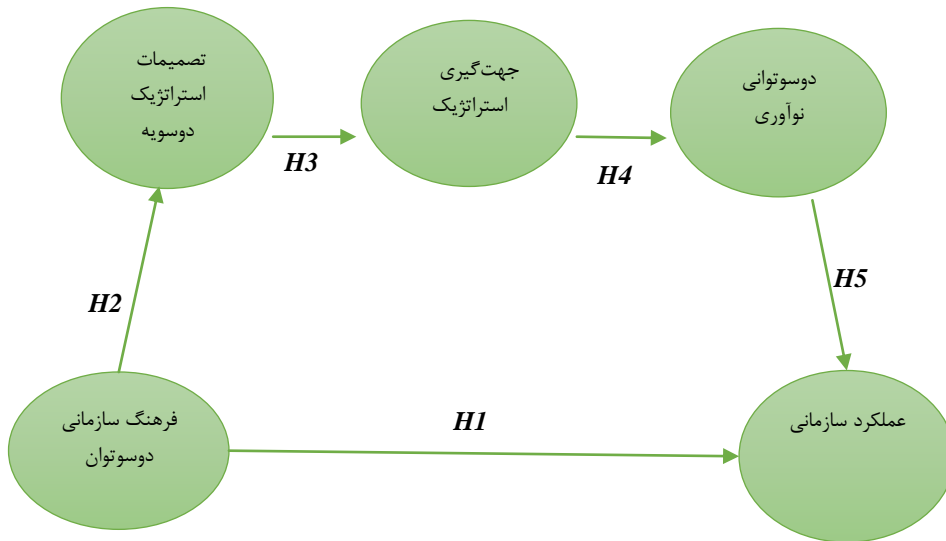 تصمیمات
استراتژیک
دوسویه
H3
جهت‌گیری
استراتژیک
H4
دوسوتوانی
نوآوری
H2
H5
فرهنگ سازمانی
دوسوتوان
H1
عملکرد سازمانی